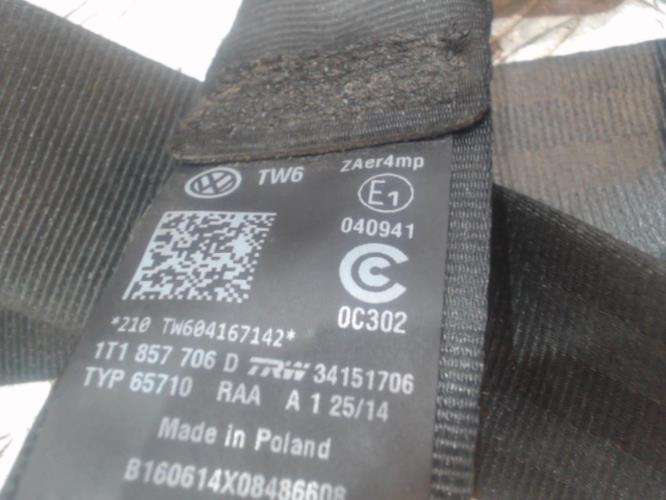 TW6 ZAer4mp
E1
040941
0C302
*210 TW604167142*
1T1 857 706 D TRW 34151706
TYP 65710 RAA A 1 25/14
Made in Poland
B160614X08486608